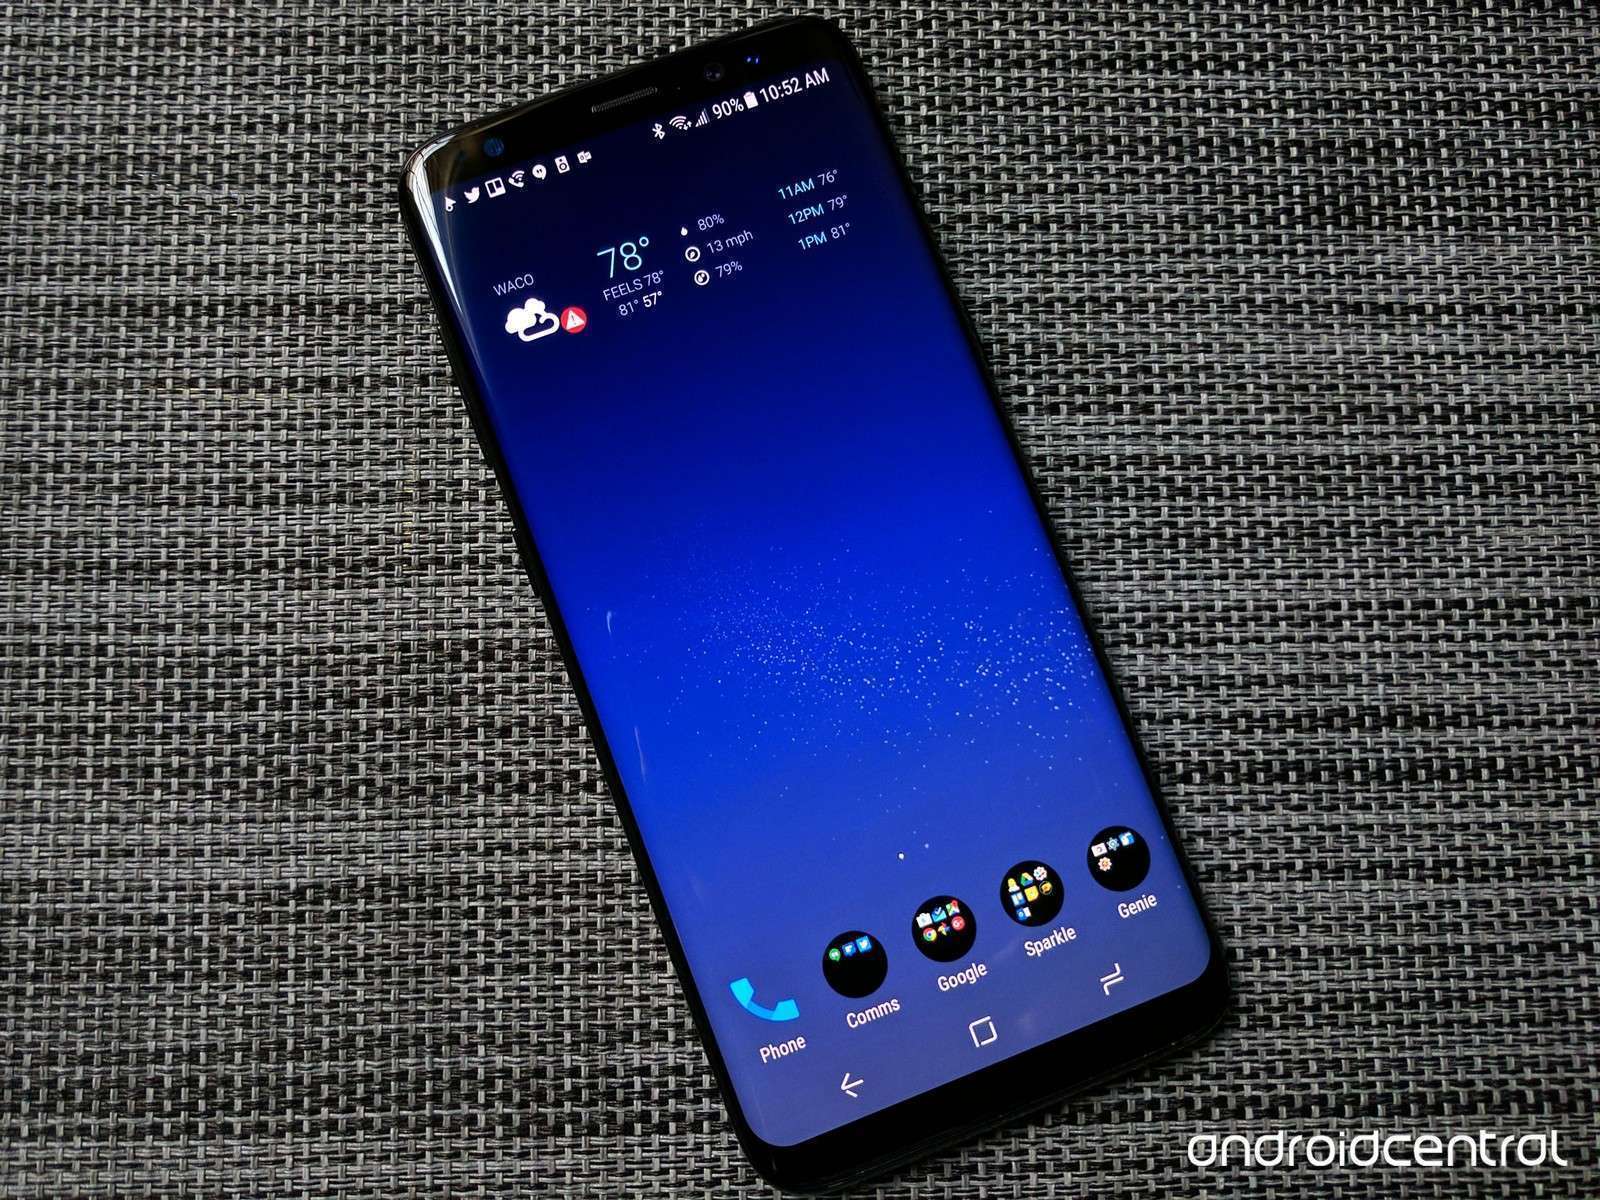 90% 10:52 AM
WACO
78°
FEELS 78°
81° 57°
80%
13 mph
79%
11AM 76°
12PM 79°
1PM 81°
Phone
Comms
Google
Sparkle
Genie
androidcentral